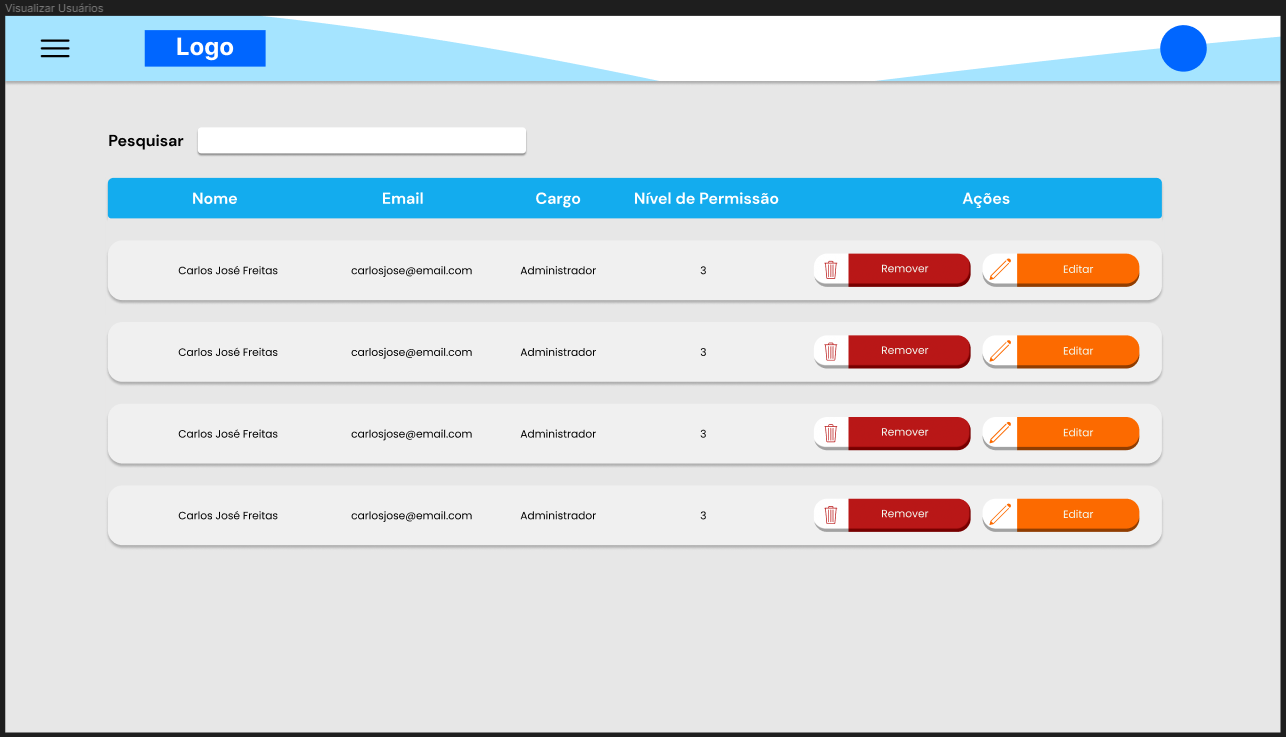 Visualizar Usuários
Logo
Pesquisar
Nome Email Cargo Nível de Permissão Ações
Carlos José Freitas carlosjose@email.com Administrador 3 Remover Editar
Carlos José Freitas carlosjose@email.com Administrador 3 Remover Editar
Carlos José Freitas carlosjose@email.com Administrador 3 Remover Editar
Carlos José Freitas carlosjose@email.com Administrador 3 Remover Editar